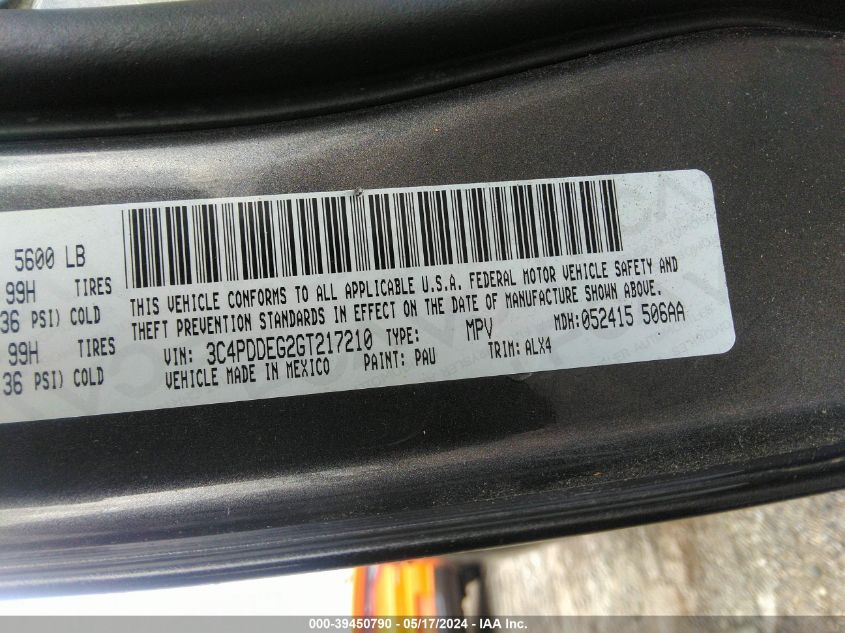 5600 LB
99H TIRES
36 PSI) COLD
99H TIRES
36 PSI) COLD
THIS VEHICLE CONFORMS TO ALL APPLICABLE U.S.A. FEDERAL MOTOR VEHICLE SAFETY AND
THEFT PREVENTION STANDARDS IN EFFECT ON THE DATE OF MANUFACTURE SHOWN ABOVE.
VIN: 3C4PDDEG2GT217210 TYPE: MPV MDH:052415 506AA
VEHICLE MADE IN MEXICO PAINT: PAU TRIM: ALX4
000-39450790 - 05/17/2024 - IAA Inc.